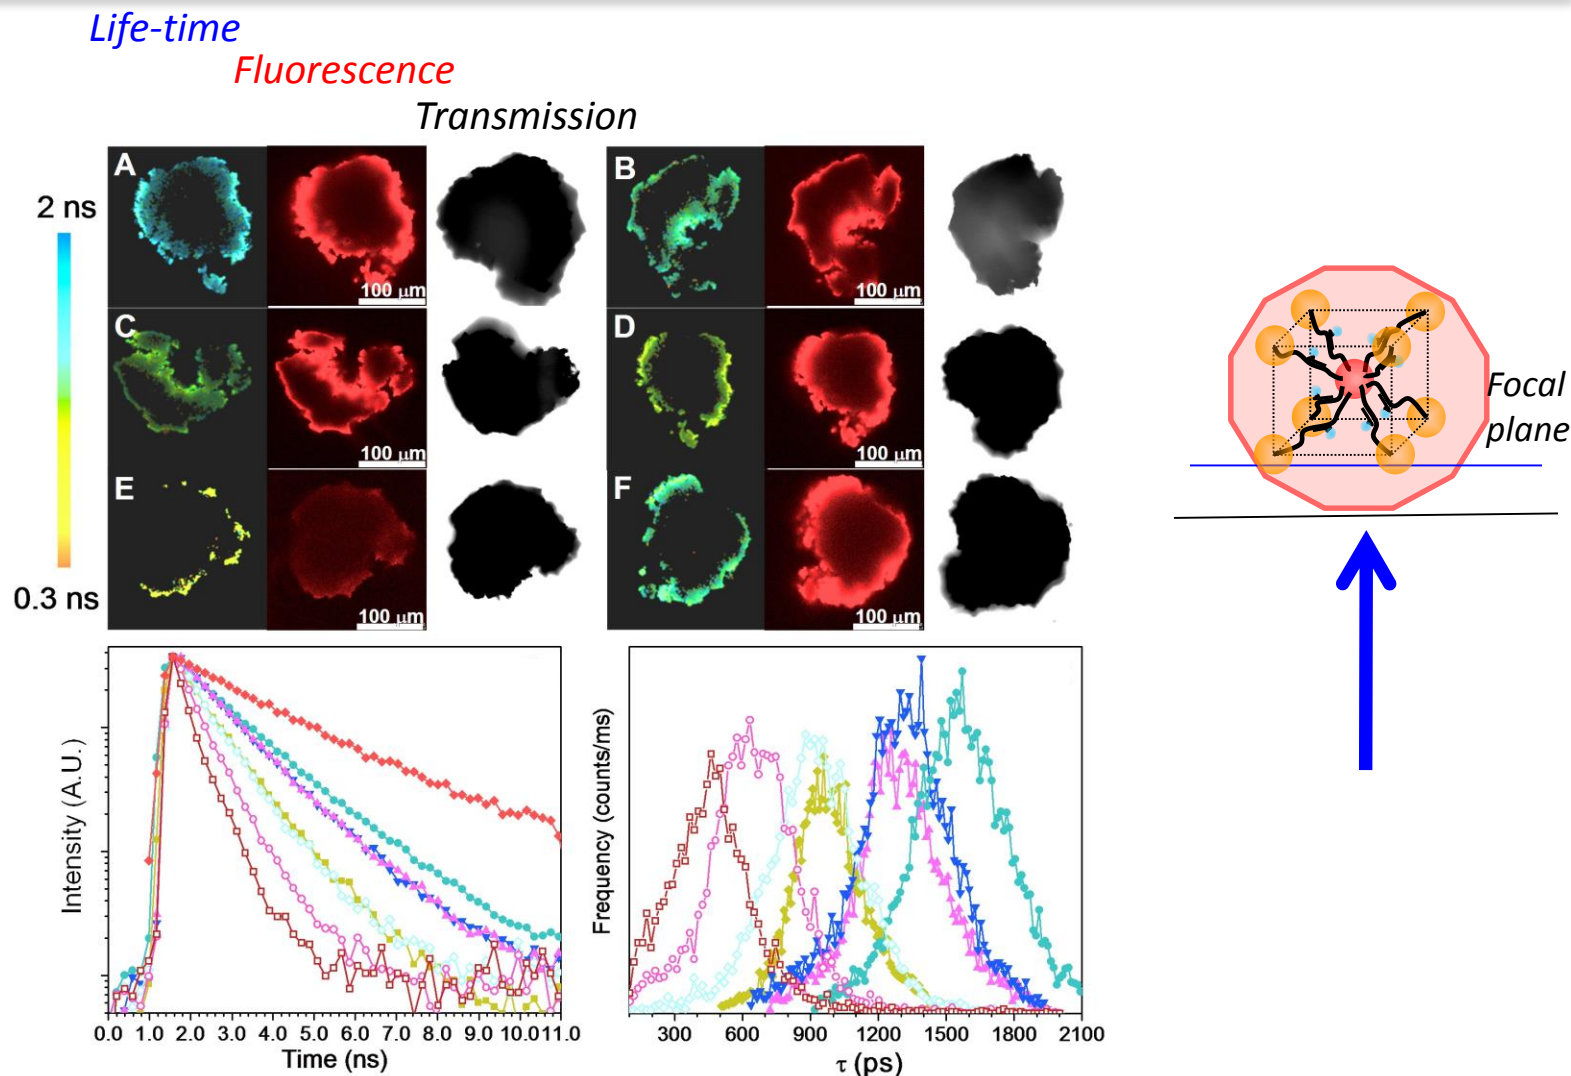 Life-time
Fluorescence
Transmission
A
B
2 ns
100 μm
100 μm
C
D
Focal
plane
100 μm
100 μm
E
F
0.3 ns
100 μm
100 μm
Intensity (A.U.)
0.0 1.0 2.0 3.0 4.0 5.0 6.0 7.0 8.0 9.0 10.0 11.0
Time (ns)
Frequency (counts/ms)
300 600 900 1200 1500 1800 2100
τ (ps)